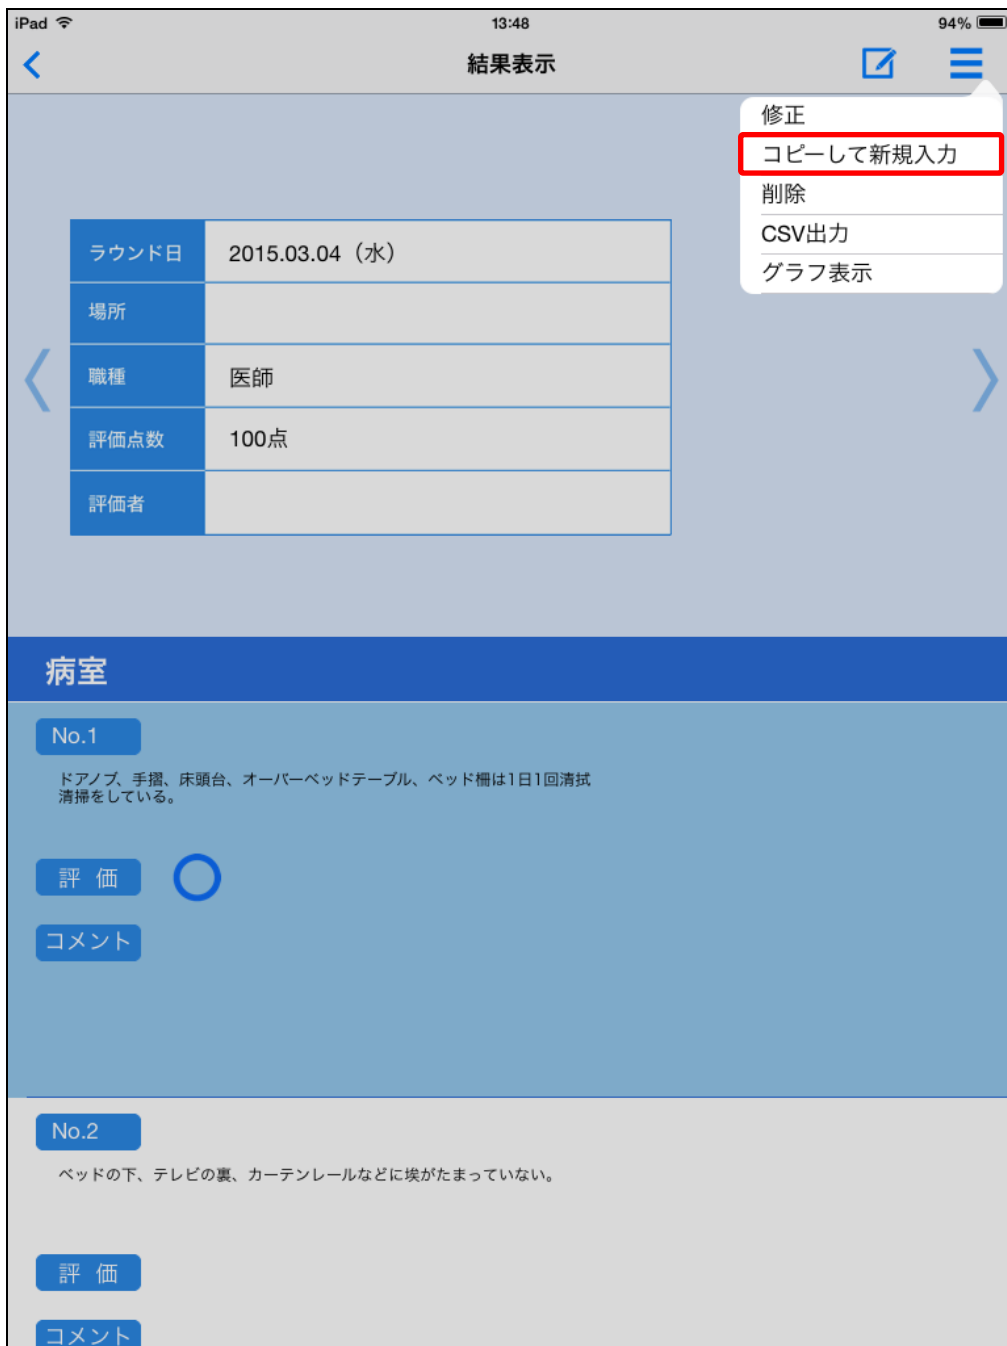 iPad 13:48 94%
結果表示
修正
コピーして新規入力
削除
CSV出力
グラフ表示
ラウンド日 2015.03.04（水）
場所
職種 医師
評価点数 100点
評価者
病室
No.1
ドアノブ、手摺、床頭台、オーバーベッドテーブル、ベッド柵は1日1回清拭
清掃をしている。
評 価
コメント
No.2
ベッドの下、テレビの裏、カーテンレールなどに埃がたまっていない。
評 価
コメント